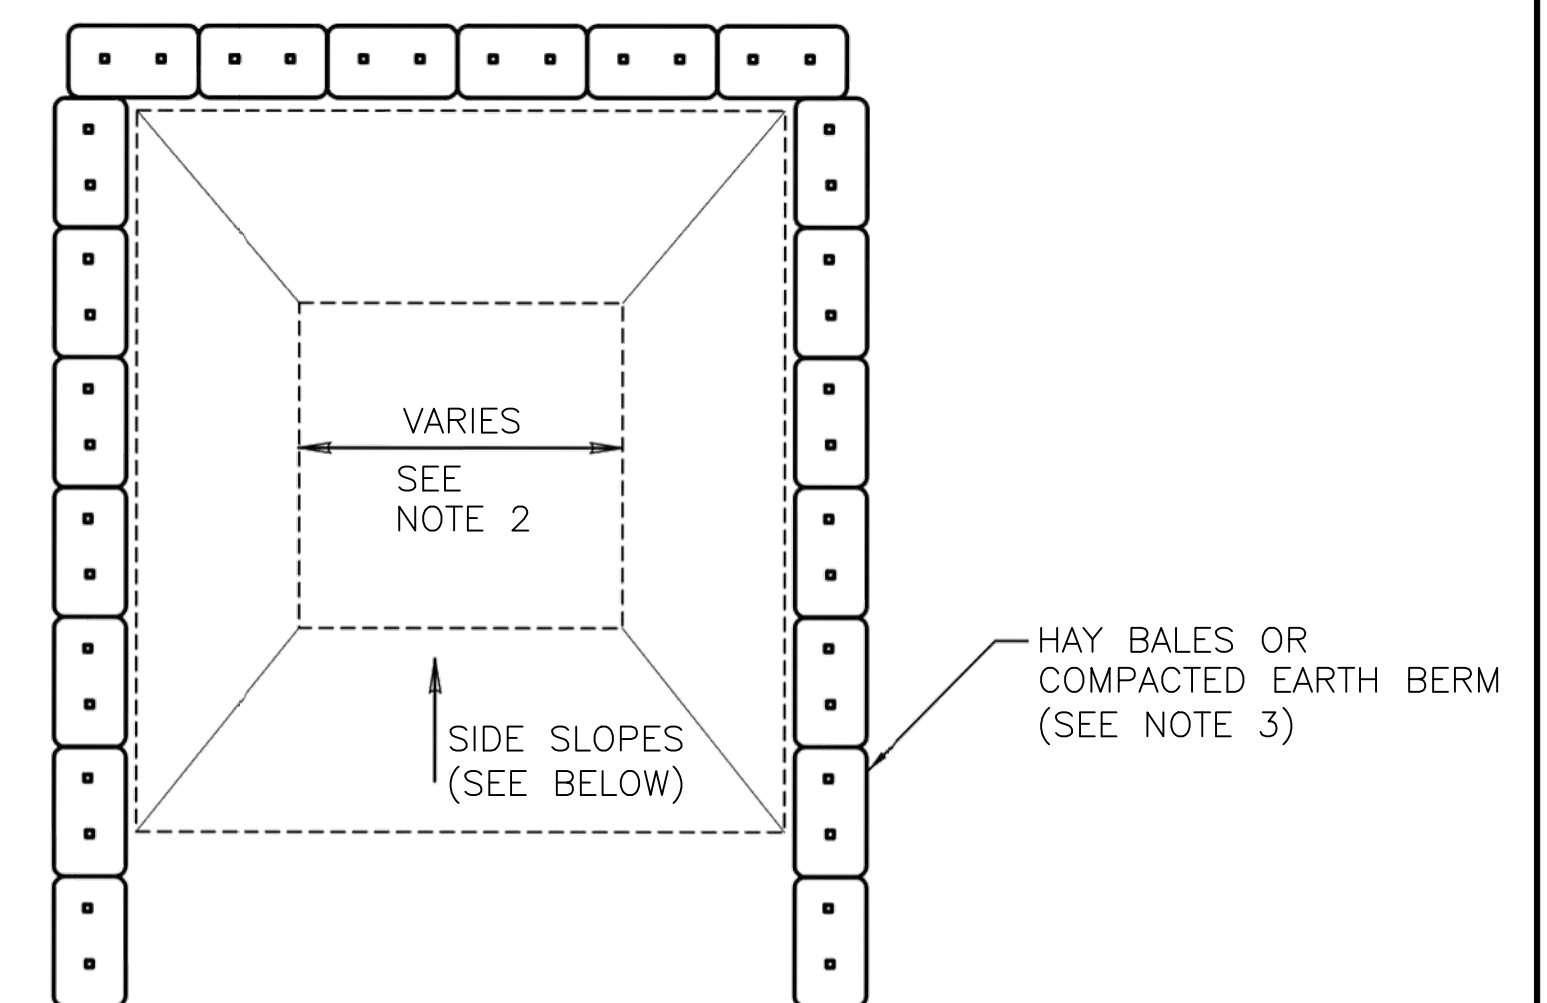 VARIES
SEE
NOTE 2
HAY BALES OR
COMPACTED EARTH BERM
(SEE NOTE 3)
SIDE SLOPES
(SEE BELOW)